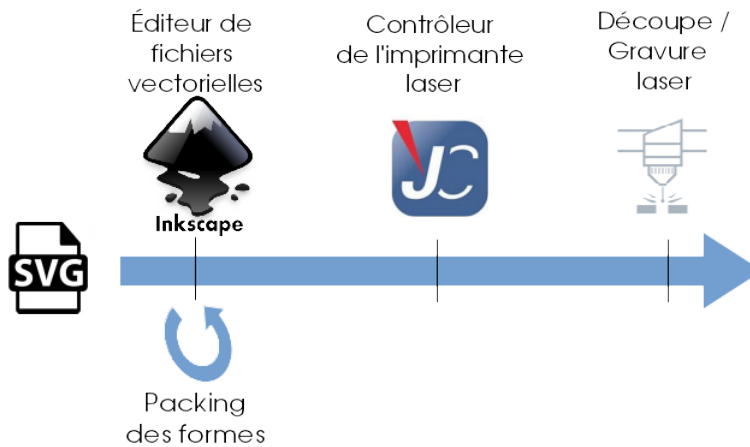 Éditeur de
fichiers
vectorielles
Inkscape
Contrôleur
de l'imprimante
laser
JC
Découpe /
Gravure
laser
SVG
Packing
des formes